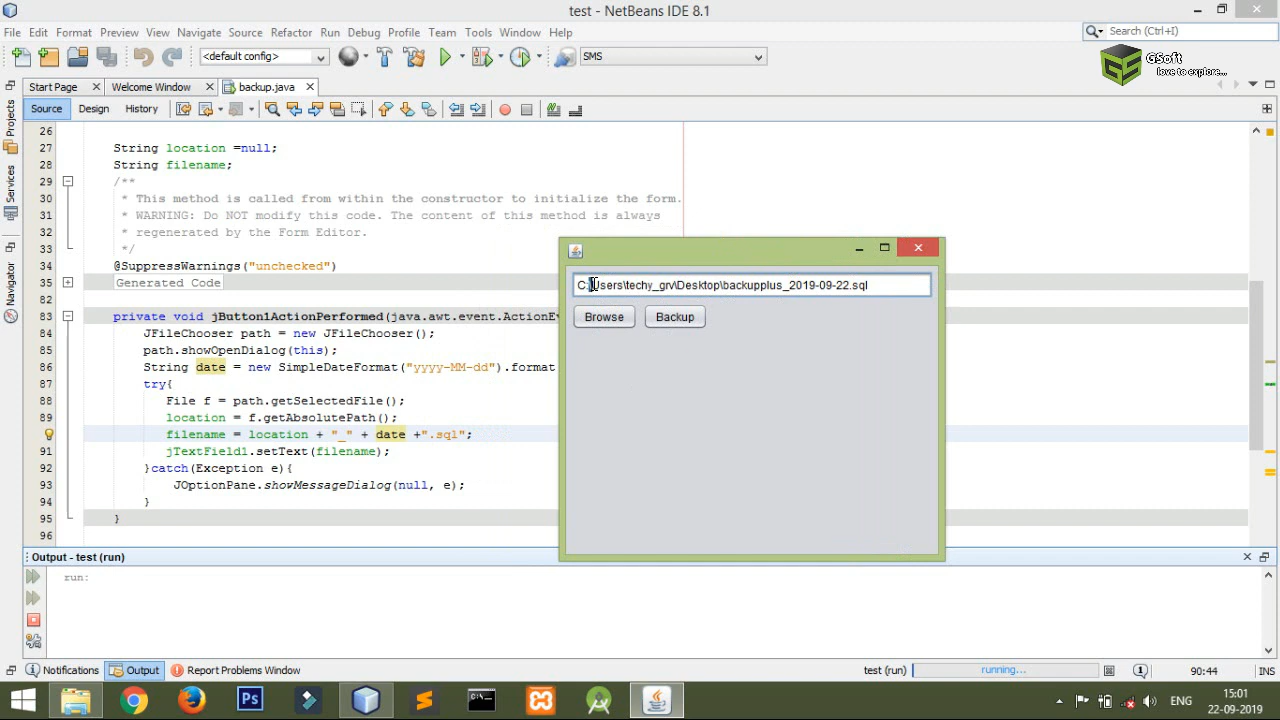 test - NetBeans IDE 8.1
File Edit Format Preview View Navigate Source Refactor Run Debug Profile Team Tools Window Help
Search (Ctrl+I)
<default config>
SMS
GSoft
love to explore...
Start Page
Welcome Window
backup.java
Source
Design
History
Projects
Services
Navigator
26
27 String location =null;
28 String filename;
29 /**
30 * This method is called from within the constructor to initialize the form.
31 * WARNING: Do NOT modify this code. The content of this method is always
32 * regenerated by the Form Editor.
33 */
34 @SuppressWarnings("unchecked")
35 Generated Code
82
83 private void jButton1ActionPerformed(java.awt.event.ActionEv
84 JFileChooser path = new JFileChooser();
85 path.showOpenDialog(this);
86 String date = new SimpleDateFormat("yyyy-MM-dd").format
87 try{
88 File f = path.getSelectedFile();
89 location = f.getAbsolutePath();
filename = location + "_" + date +".sql";
91 jTextField1.setText(filename);
92 }catch(Exception e){
93 JOptionPane.showMessageDialog(null, e);
94 }
95 }
96
C:\Users\techy_grv\Desktop\backupplus_2019-09-22.sql
Browse
Backup
Output - test (run)
run:
Notifications
Output
Report Problems Window
test (run)
running...
90:44
INS
Ps
ENG
15:01
22-09-2019